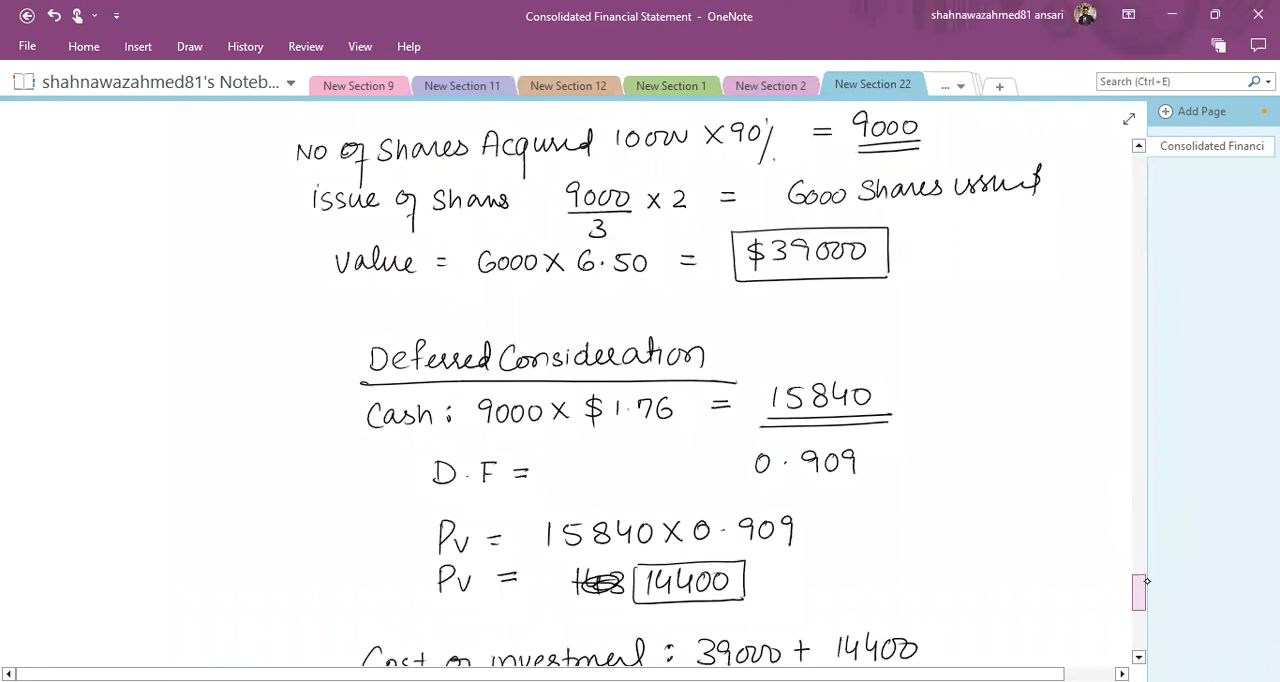 Consolidated Financial Statement - OneNote
shahnawazahmed81 ansari
File Home Insert Draw History Review View Help
shahnawazahmed81's Noteb... New Section 9 New Section 11 New Section 12 New Section 1 New Section 2 New Section 22 ... + Search (Ctrl+E)
Add Page
Consolidated Financi
No of Shares Acquired 10000 X 90% = 9000
issue of Shares 9000/3 x 2 = 6000 Shares issued
Value = 6000 X 6.50 = $39000
Deferred Consideration
Cash: 9000 X $1.76 = 15840
D.F = 0.909
Pv = 15840 X 0.909
Pv = 14400
Cost of investment : 39000 + 14400